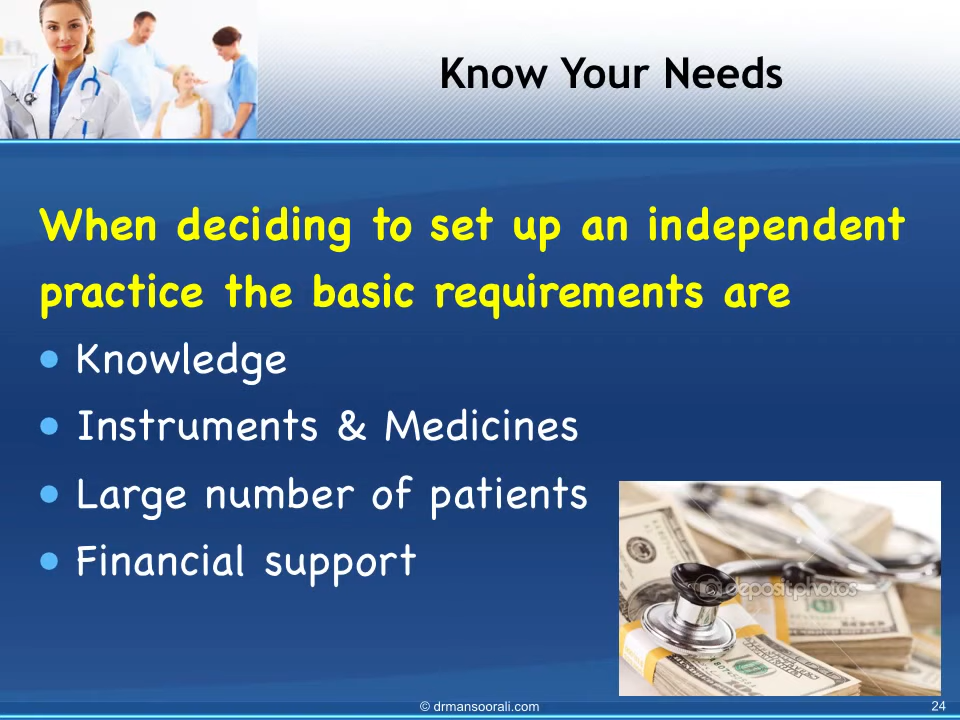 Know Your Needs
When deciding to set up an independent
practice the basic requirements are
• Knowledge
• Instruments & Medicines
• Large number of patients
• Financial support
depositphotos
© drmansoorali.com
24